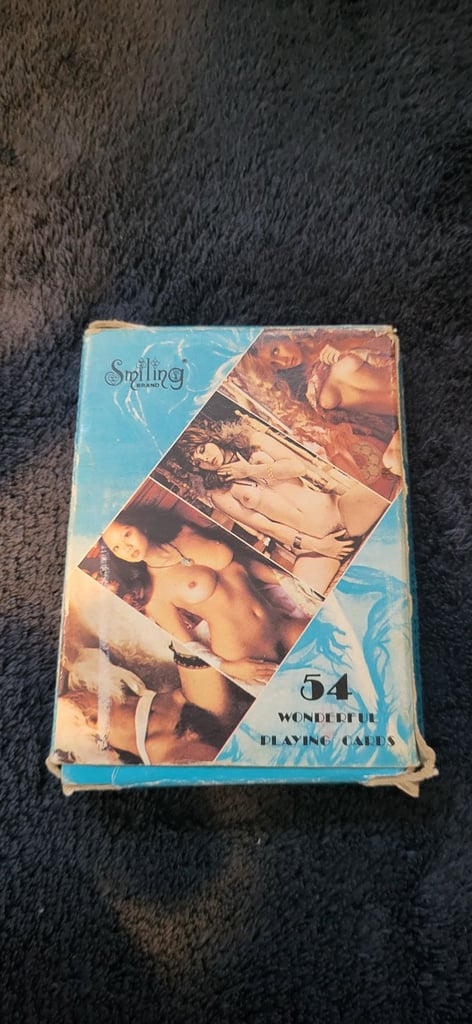 Smiling
BRAND
54
WONDERFUL
PLAYING CARDS